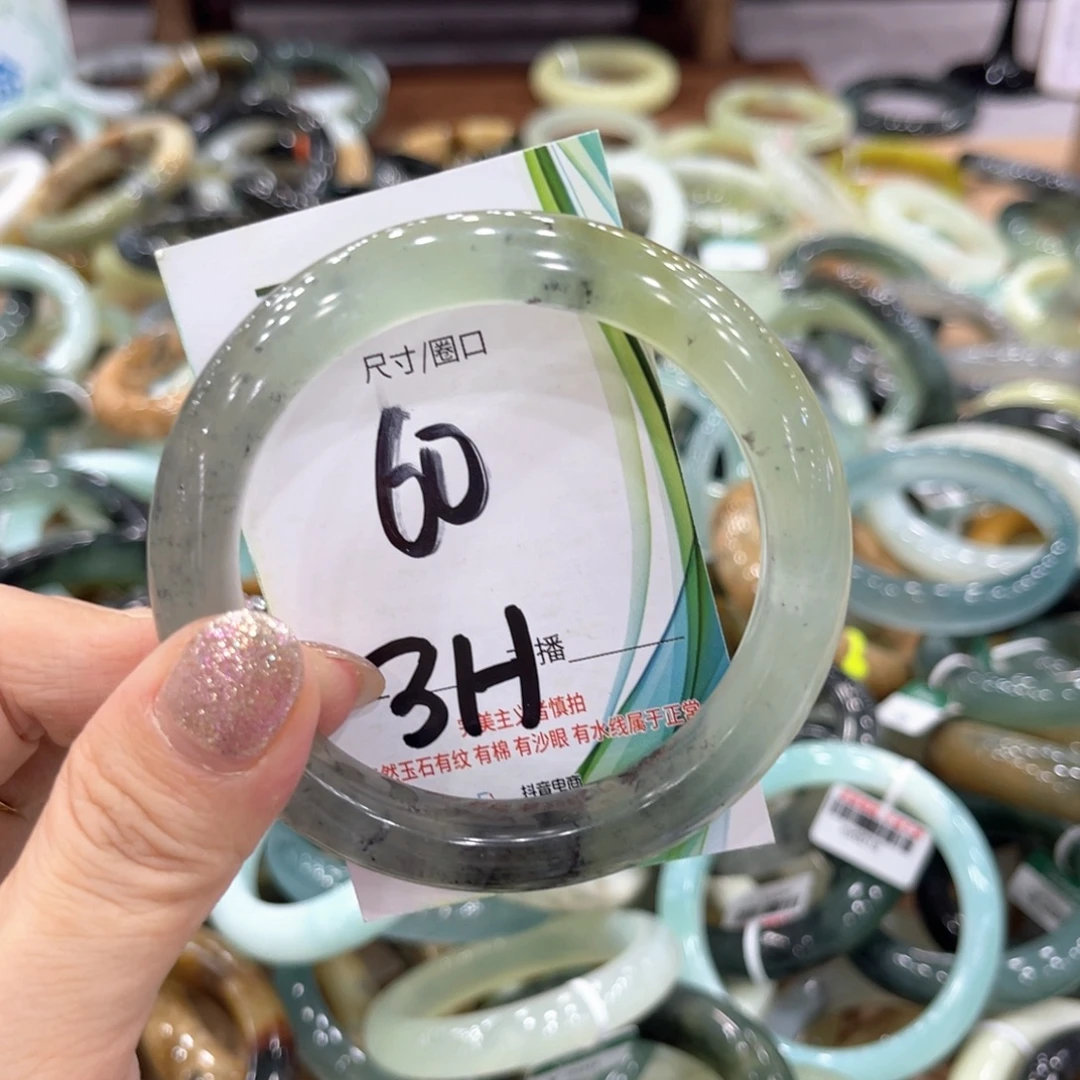 尺寸/圈口
60
3H
播
美主义者慎拍
然玉石有纹 有棉 有沙眼 有水线属于正常
抖音电商